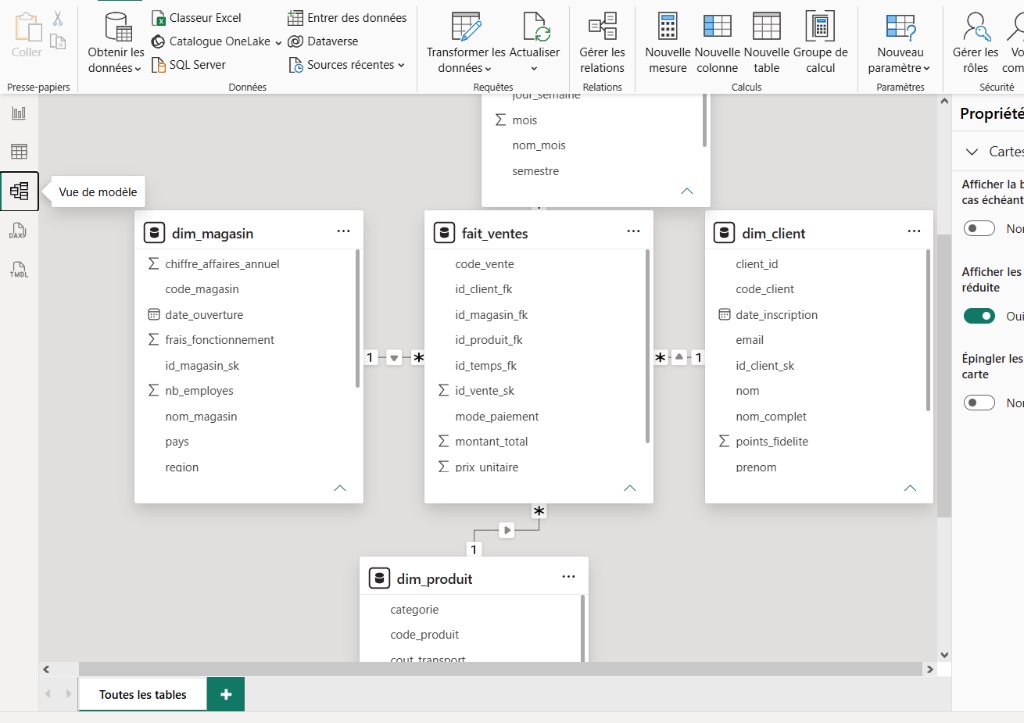 Coller
Presse-papiers
Obtenir les
données
Classeur Excel
Catalogue OneLake
SQL Server
Entrer des données
Dataverse
Sources récentes
Données
Transformer les
données
Actualiser
Requêtes
Gérer les
relations
Relations
Nouvelle
mesure
Nouvelle
colonne
Nouvelle
table
Groupe de
calcul
Calculs
Nouveau
paramètre
Paramètres
Gérer les
rôles
Sécurité
DAX
TMDL
Vue de modèle
jour_semaine
mois
nom_mois
semestre
dim_magasin
chiffre_affaires_annuel
code_magasin
date_ouverture
frais_fonctionnement
id_magasin_sk
nb_employes
nom_magasin
pays
region
1
*
fait_ventes
code_vente
id_client_fk
id_magasin_fk
id_produit_fk
id_temps_fk
id_vente_sk
mode_paiement
montant_total
prix_unitaire
*
1
dim_client
client_id
code_client
date_inscription
email
id_client_sk
nom
nom_complet
points_fidelite
prenom
*
1
dim_produit
categorie
code_produit
cout_transport
Propriété
Cartes
Afficher la b
cas échéant
Non
Afficher les
réduite
Oui
Épingler les
carte
Non
Toutes les tables
+